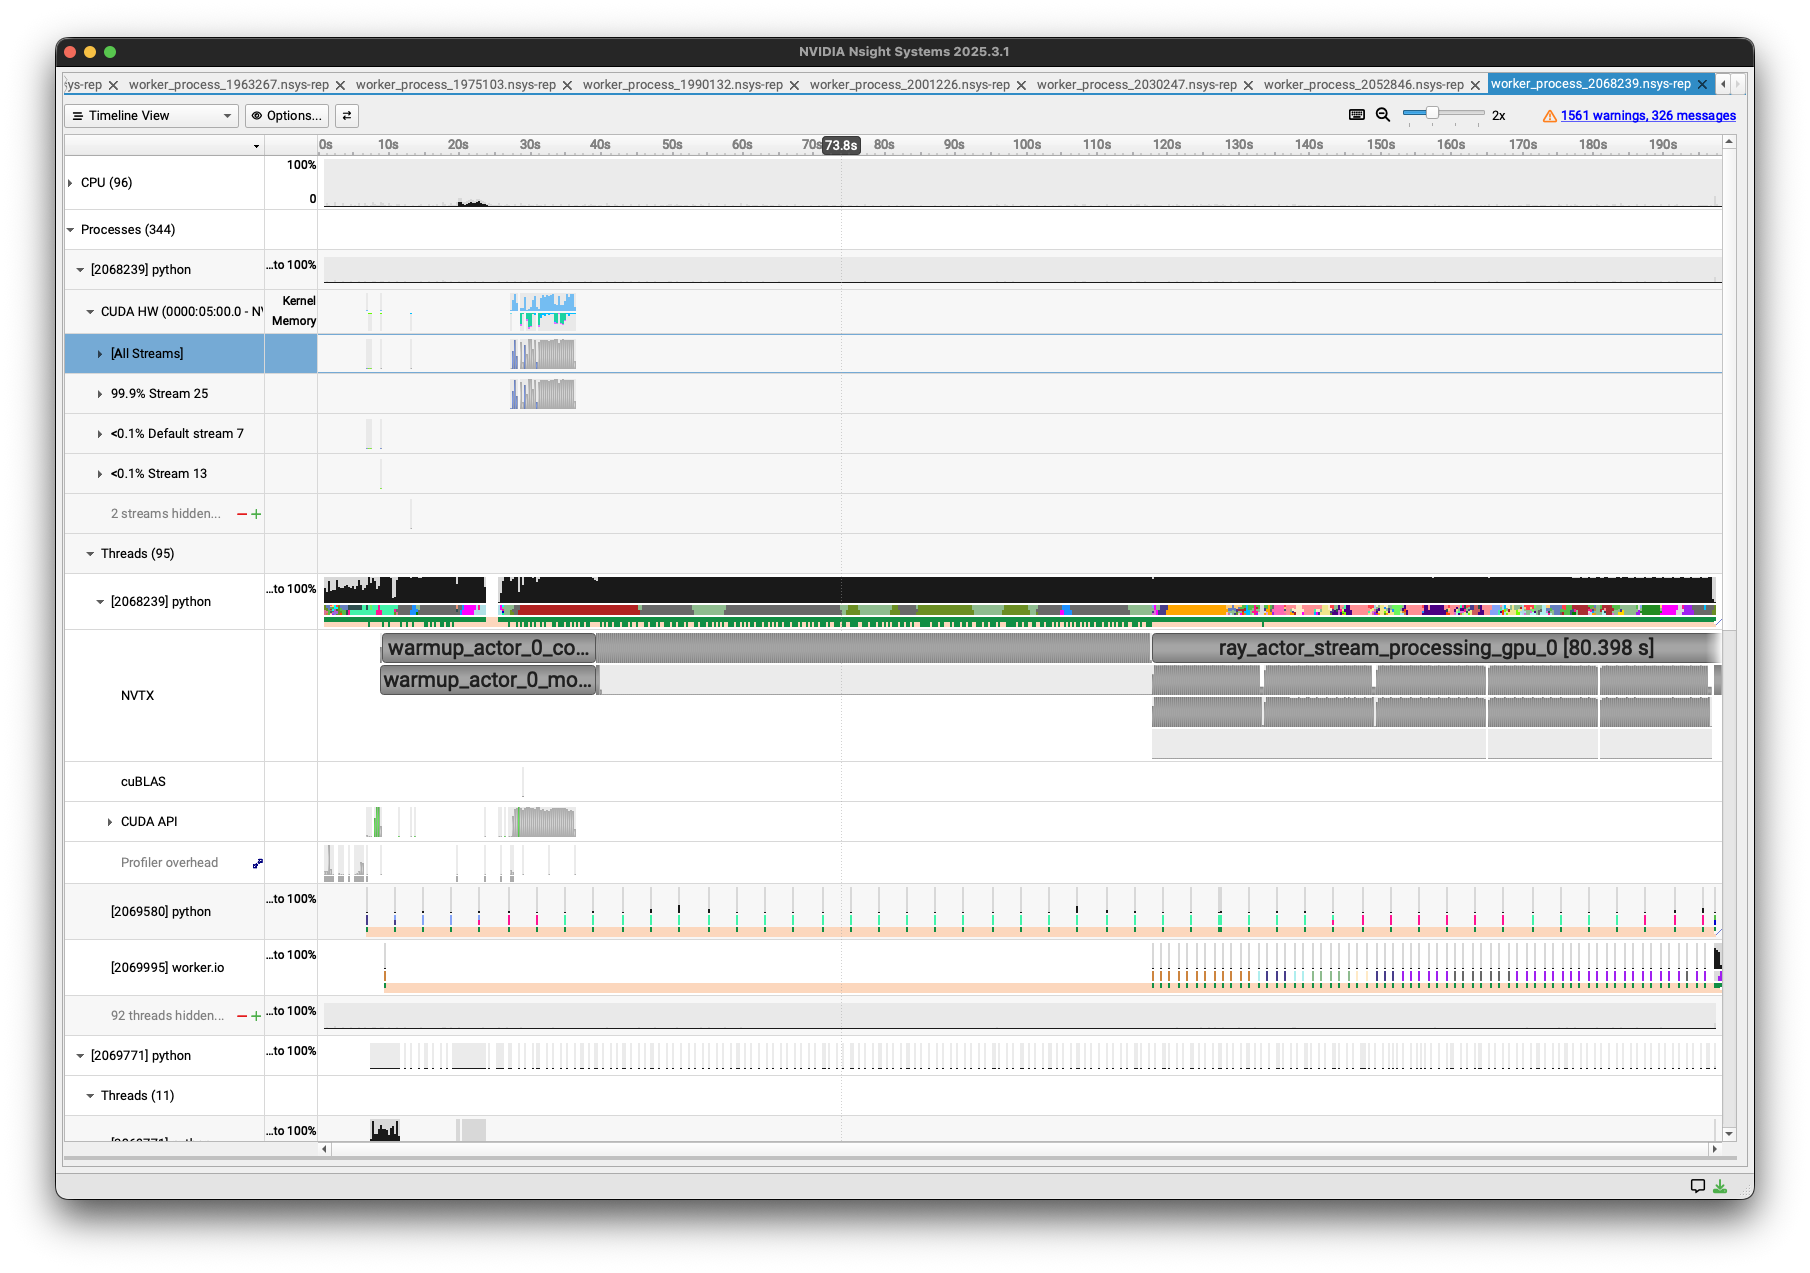 NVIDIA Nsight Systems 2025.3.1
sys-rep worker_process_1963267.nsys-rep worker_process_1975103.nsys-rep worker_process_1990132.nsys-rep worker_process_2001226.nsys-rep worker_process_2030247.nsys-rep worker_process_2052846.nsys-rep worker_process_2068239.nsys-rep
Timeline View Options... 2x 1561 warnings, 326 messages
0s 10s 20s 30s 40s 50s 60s 70s 73.8s 80s 90s 100s 110s 120s 130s 140s 150s 160s 170s 180s 190s
100%
CPU (96)
0
Processes (344)
[2068239] python ...to 100%
CUDA HW (0000:05:00.0 - NV Kernel
Memory
[All Streams]
99.9% Stream 25
<0.1% Default stream 7
<0.1% Stream 13
2 streams hidden...
Threads (95)
[2068239] python ...to 100%
warmup_actor_0_co... ray_actor_stream_processing_gpu_0 [80.398 s]
warmup_actor_0_mo...
NVTX
cuBLAS
CUDA API
Profiler overhead
[2069580] python ...to 100%
[2069995] worker.io ...to 100%
92 threads hidden... ...to 100%
[2069771] python ...to 100%
Threads (11)
[2069771] python ...to 100%